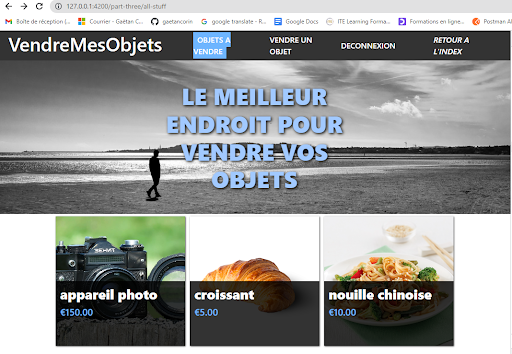 127.0.0.1:4200/part-three/all-stuff
Boîte de réception (... Courrier - Gaetan C... gaetancorin google translate - R... Google Docs ITE Learning Forma... Formations en ligne... Postman AI
VendreMesObjets
OBJETS A VENDRE
VENDRE UN OBJET
DECONNEXION
RETOUR A L'INDEX
LE MEILLEUR
ENDROIT POUR
VENDRE VOS
OBJETS
ЗЕНИТ
appareil photo
€150.00
croissant
€5.00
nouille chinoise
€10.00